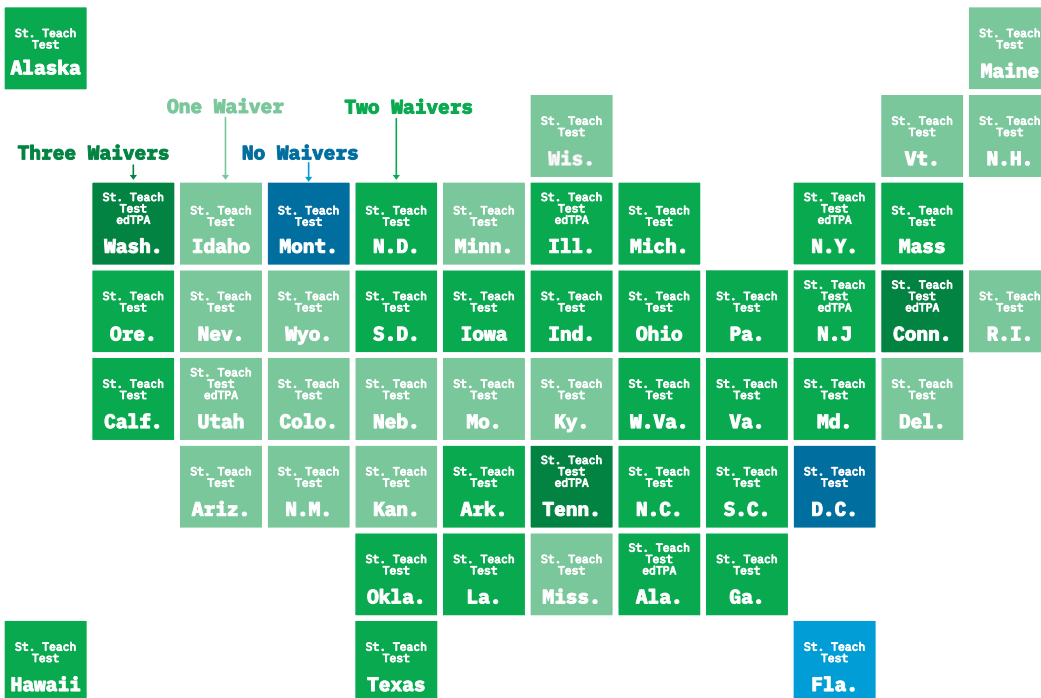 St. Teach
Test
Alaska
St. Teach
Test
Maine
One Waiver
Two Waivers
Three Waivers
No Waivers
St. Teach
Test
Wis.
St. Teach
Test
Vt.
St. Teach
Test
N.H.
St. Teach
Test
edTPA
Wash.
St. Teach
Test
Idaho
St. Teach
Test
Mont.
St. Teach
Test
N.D.
St. Teach
Test
Minn.
St. Teach
Test
edTPA
Ill.
St. Teach
Test
Mich.
St. Teach
Test
edTPA
N.Y.
St. Teach
Test
Mass
St. Teach
Test
Ore.
St. Teach
Test
Nev.
St. Teach
Test
Wyo.
St. Teach
Test
S.D.
St. Teach
Test
Iowa
St. Teach
Test
Ind.
St. Teach
Test
Ohio
St. Teach
Test
Pa.
St. Teach
Test
edTPA
N.J
St. Teach
Test
edTPA
Conn.
St. Teach
Test
R.I.
St. Teach
Test
Calf.
St. Teach
Test
edTPA
Utah
St. Teach
Test
Colo.
St. Teach
Test
Neb.
St. Teach
Test
Mo.
St. Teach
Test
Ky.
St. Teach
Test
W.Va.
St. Teach
Test
Va.
St. Teach
Test
Md.
St. Teach
Test
Del.
St. Teach
Test
Ariz.
St. Teach
Test
N.M.
St. Teach
Test
Kan.
St. Teach
Test
Ark.
St. Teach
Test
edTPA
Tenn.
St. Teach
Test
N.C.
St. Teach
Test
S.C.
St. Teach
Test
D.C.
St. Teach
Test
Okla.
St. Teach
Test
La.
St. Teach
Test
Miss.
St. Teach
Test
edTPA
Ala.
St. Teach
Test
Ga.
St. Teach
Test
Hawaii
St. Teach
Test
Texas
St. Teach
Test
Fla.